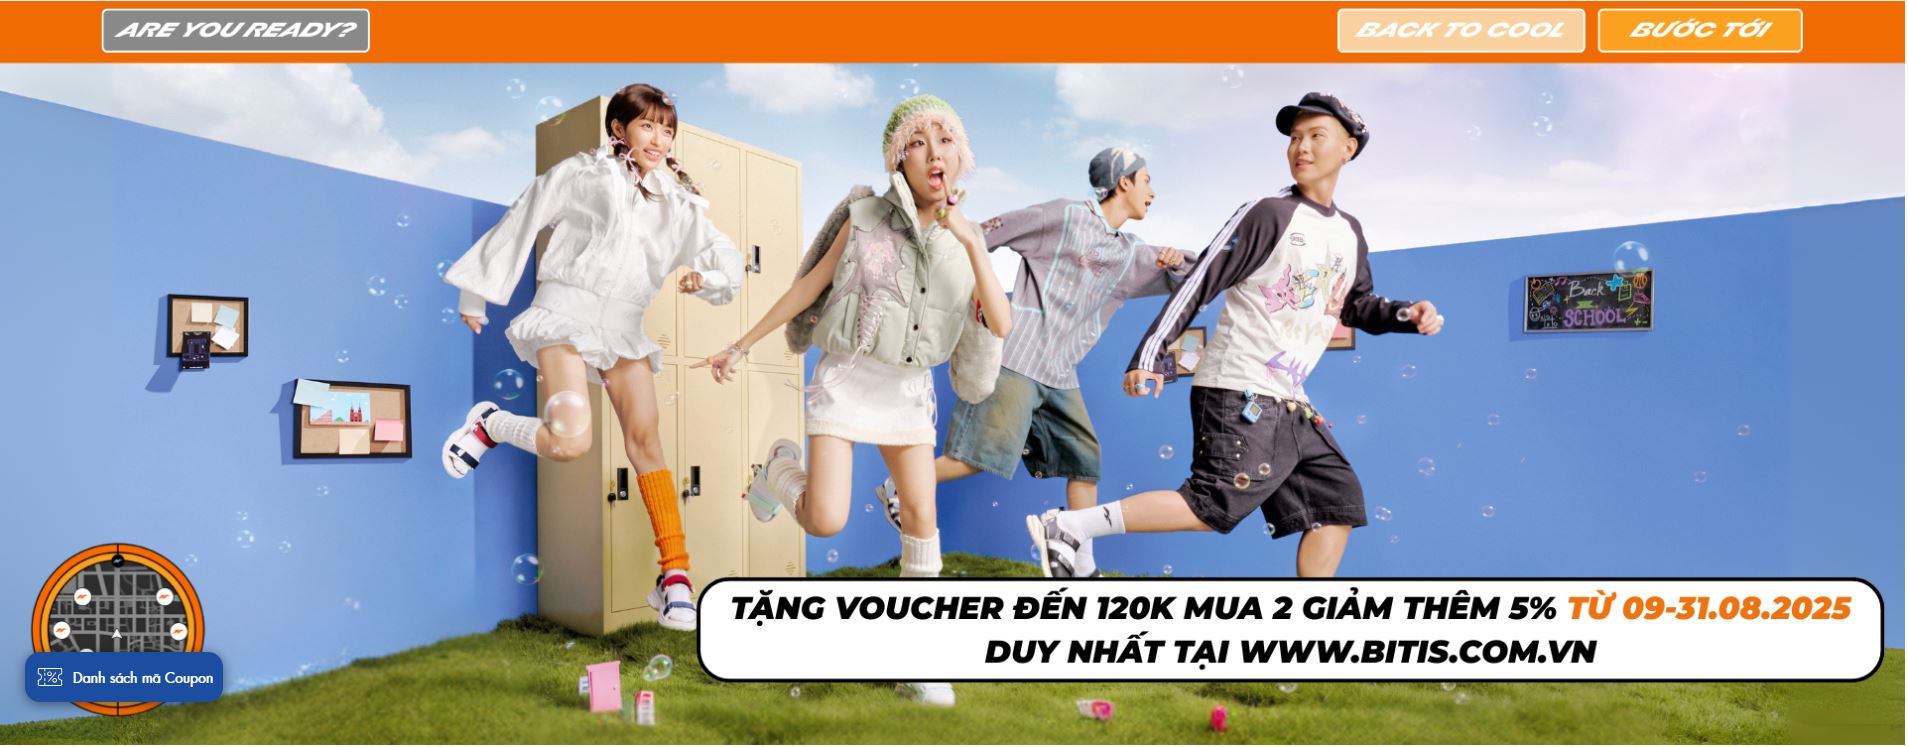 ARE YOU READY?
BACK TO COOL
BƯỚC TỚI
Back
SCHOOL
TẶNG VOUCHER ĐẾN 120K MUA 2 GIẢM THÊM 5% TỪ 09-31.08.2025
DUY NHẤT TẠI WWW.BITIS.COM.VN
Danh sách mã Coupon